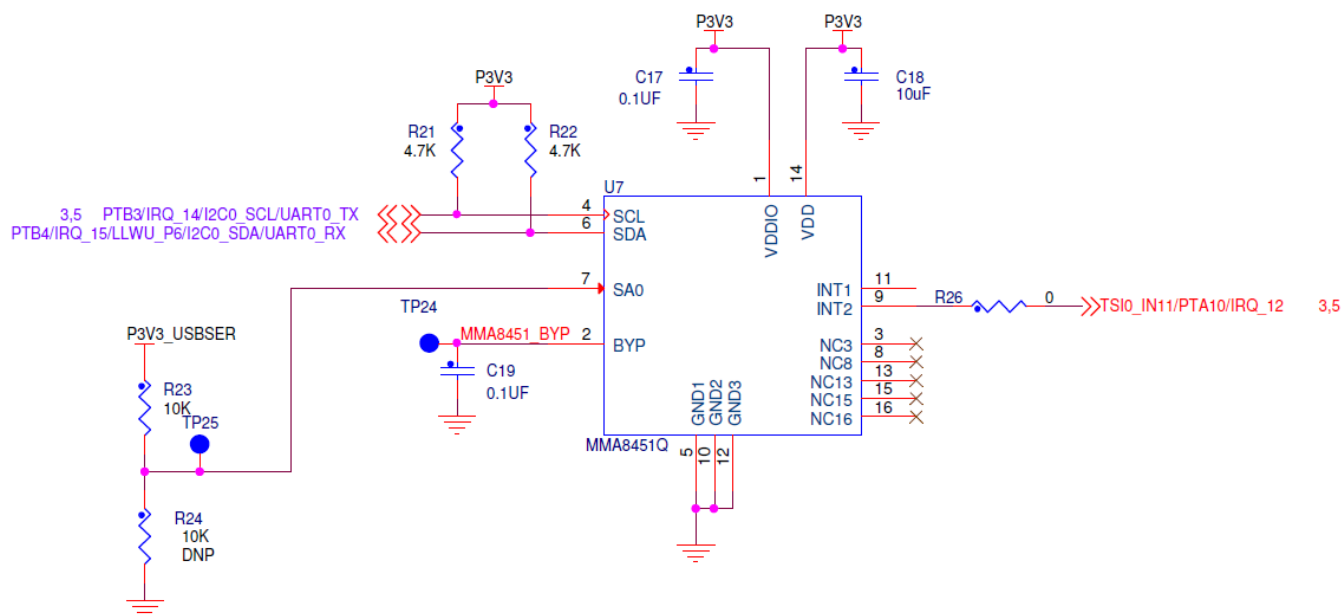 P3V3
P3V3
C17
0.1UF
C18
10uF
P3V3
R21
4.7K
R22
4.7K
1
14
U7
VDDIO
VDD
3,5 PTB3/IRQ_14/I2C0_SCL/UART0_TX
4
SCL
PTB4/IRQ_15/LLWU_P6/I2C0_SDA/UART0_RX
6
SDA
7
SA0
11
INT1
9
INT2
R26
0
TSI0_IN11/PTA10/IRQ_12
3,5
TP24
MMA8451_BYP
2
BYP
3
NC3
8
NC8
13
NC13
15
NC15
16
NC16
P3V3_USBSER
C19
0.1UF
R23
10K
TP25
GND1
GND2
GND3
MMA8451Q
5
10
12
R24
10K
DNP